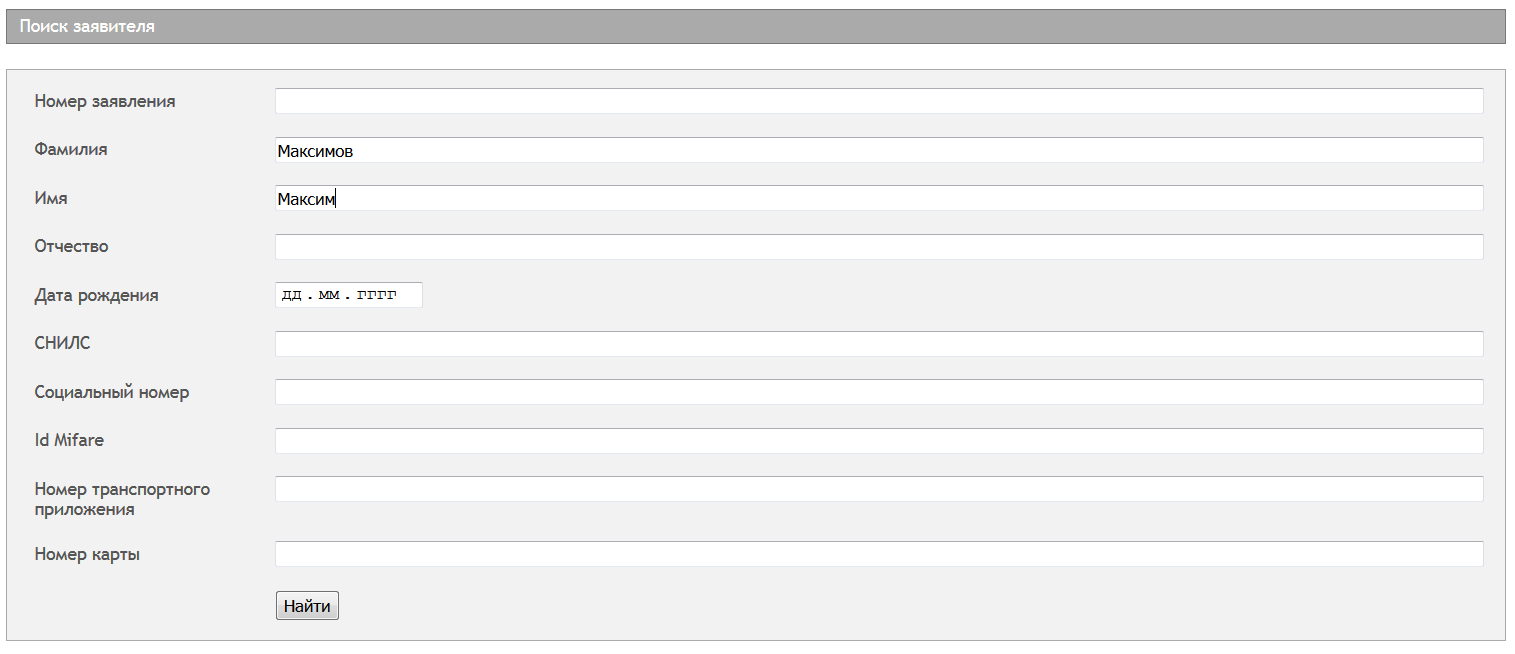 Поиск заявителя
Номер заявления
Фамилия Максимов
Имя Максим
Отчество
Дата рождения дд . мм . гггг
СНИЛС
Социальный номер
Id Mifare
Номер транспортного
приложения
Номер карты
Найти